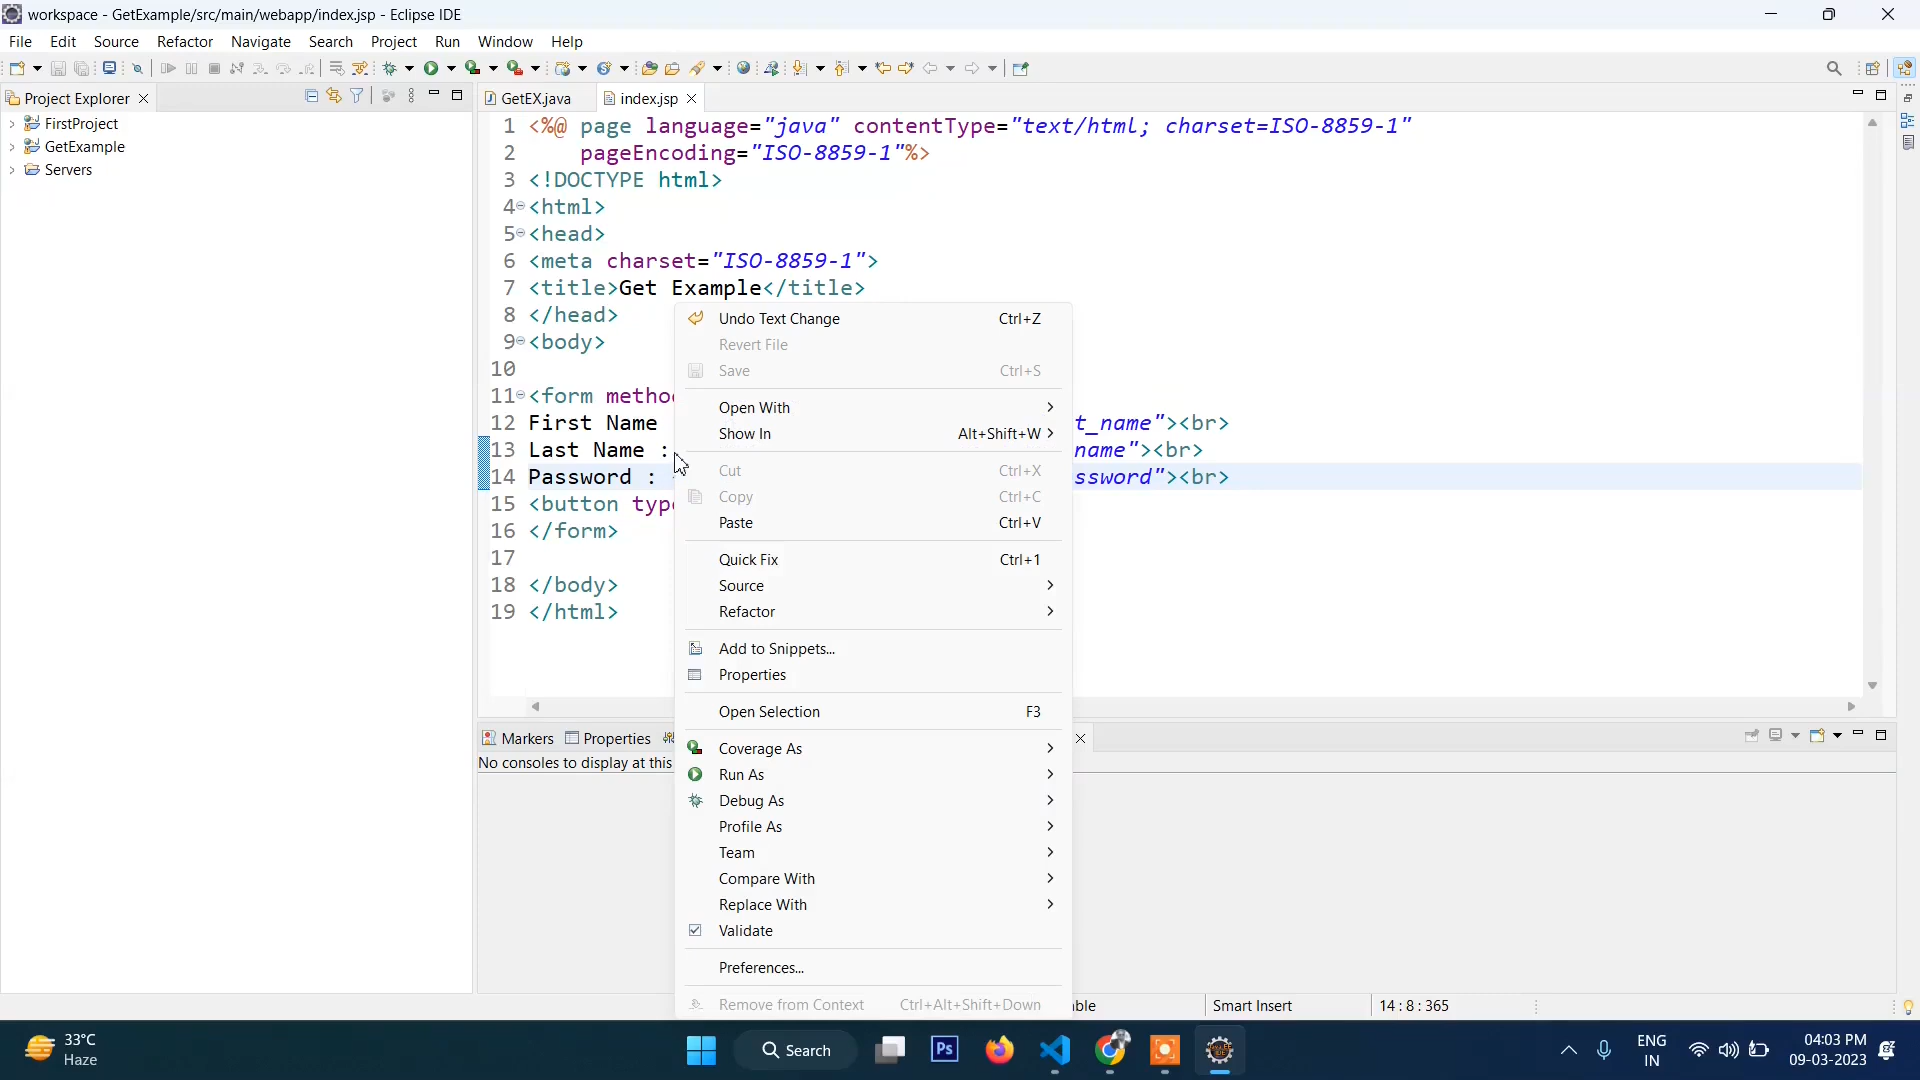 workspace - GetExample/src/main/webapp/index.jsp - Eclipse IDE
File Edit Source Refactor Navigate Search Project Run Window Help
Project Explorer
FirstProject
GetExample
Servers
GetEX.java index.jsp
1 <%@ page language="java" contentType="text/html; charset=ISO-8859-1"
2 pageEncoding="ISO-8859-1"%>
3 <!DOCTYPE html>
4 <html>
5 <head>
6 <meta charset="ISO-8859-1">
7 <title>Get Example</title>
8 </head>
9 <body>
10
11 <form metho
12 First Name t_name"><br>
13 Last Name : name"><br>
14 Password : ssword"><br>
15 <button typ
16 </form>
17
18 </body>
19 </html>
Undo Text Change Ctrl+Z
Revert File
Save Ctrl+S
Open With
Show In Alt+Shift+W
Cut Ctrl+X
Copy Ctrl+C
Paste Ctrl+V
Quick Fix Ctrl+1
Source
Refactor
Add to Snippets...
Properties
Open Selection F3
Coverage As
Run As
Debug As
Profile As
Team
Compare With
Replace With
Validate
Preferences...
Remove from Context Ctrl+Alt+Shift+Down
Markers Properties
No consoles to display at this
Smart Insert 14 : 8 : 365
33°C
Haze
Search
Ps
ENG
IN
04:03 PM
09-03-2023